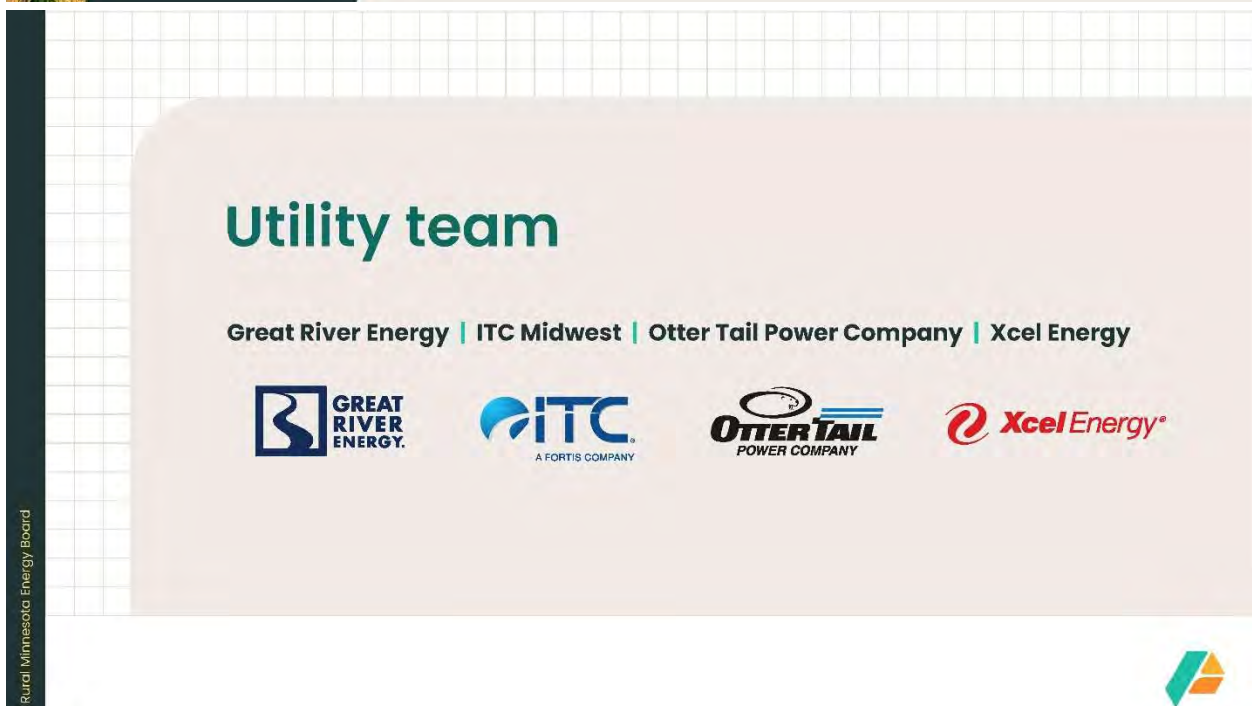 Utility team
Great River Energy | ITC Midwest | Otter Tail Power Company | Xcel Energy
GREAT
RIVER
ENERGY.
ITC
A FORTIS COMPANY
OTTER TAIL
POWER COMPANY
Xcel Energy®
Rural Minnesota Energy Board